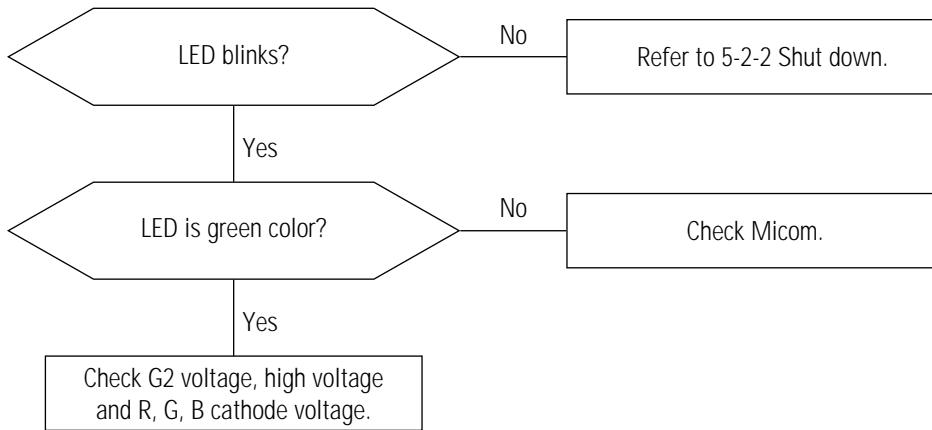 LED blinks?
No
Refer to 5-2-2 Shut down.
Yes
LED is green color?
No
Check Micom.
Yes
Check G2 voltage, high voltage
and R, G, B cathode voltage.